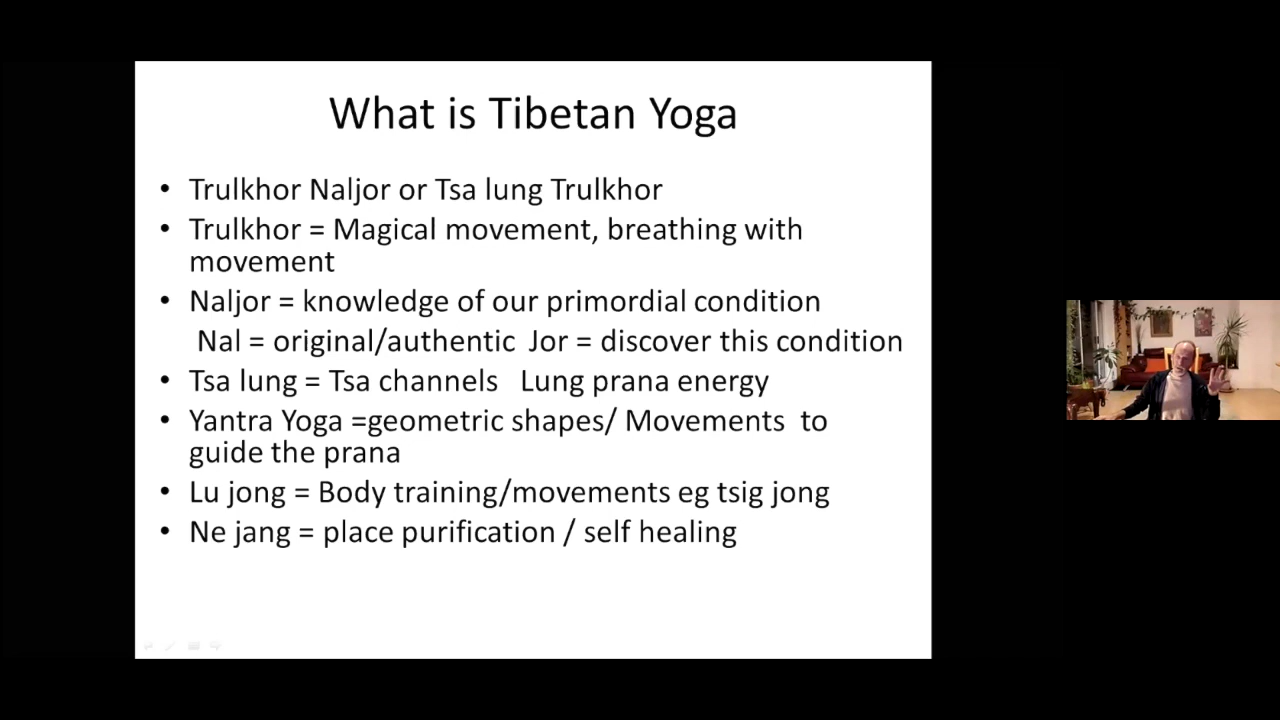 What is Tibetan Yoga
• Trulkhor Naljor or Tsa lung Trulkhor
• Trulkhor = Magical movement, breathing with
movement
• Naljor = knowledge of our primordial condition
Nal = original/authentic Jor = discover this condition
• Tsa lung = Tsa channels Lung prana energy
• Yantra Yoga =geometric shapes/ Movements to
guide the prana
• Lu jong = Body training/movements eg tsig jong
• Ne jang = place purification / self healing